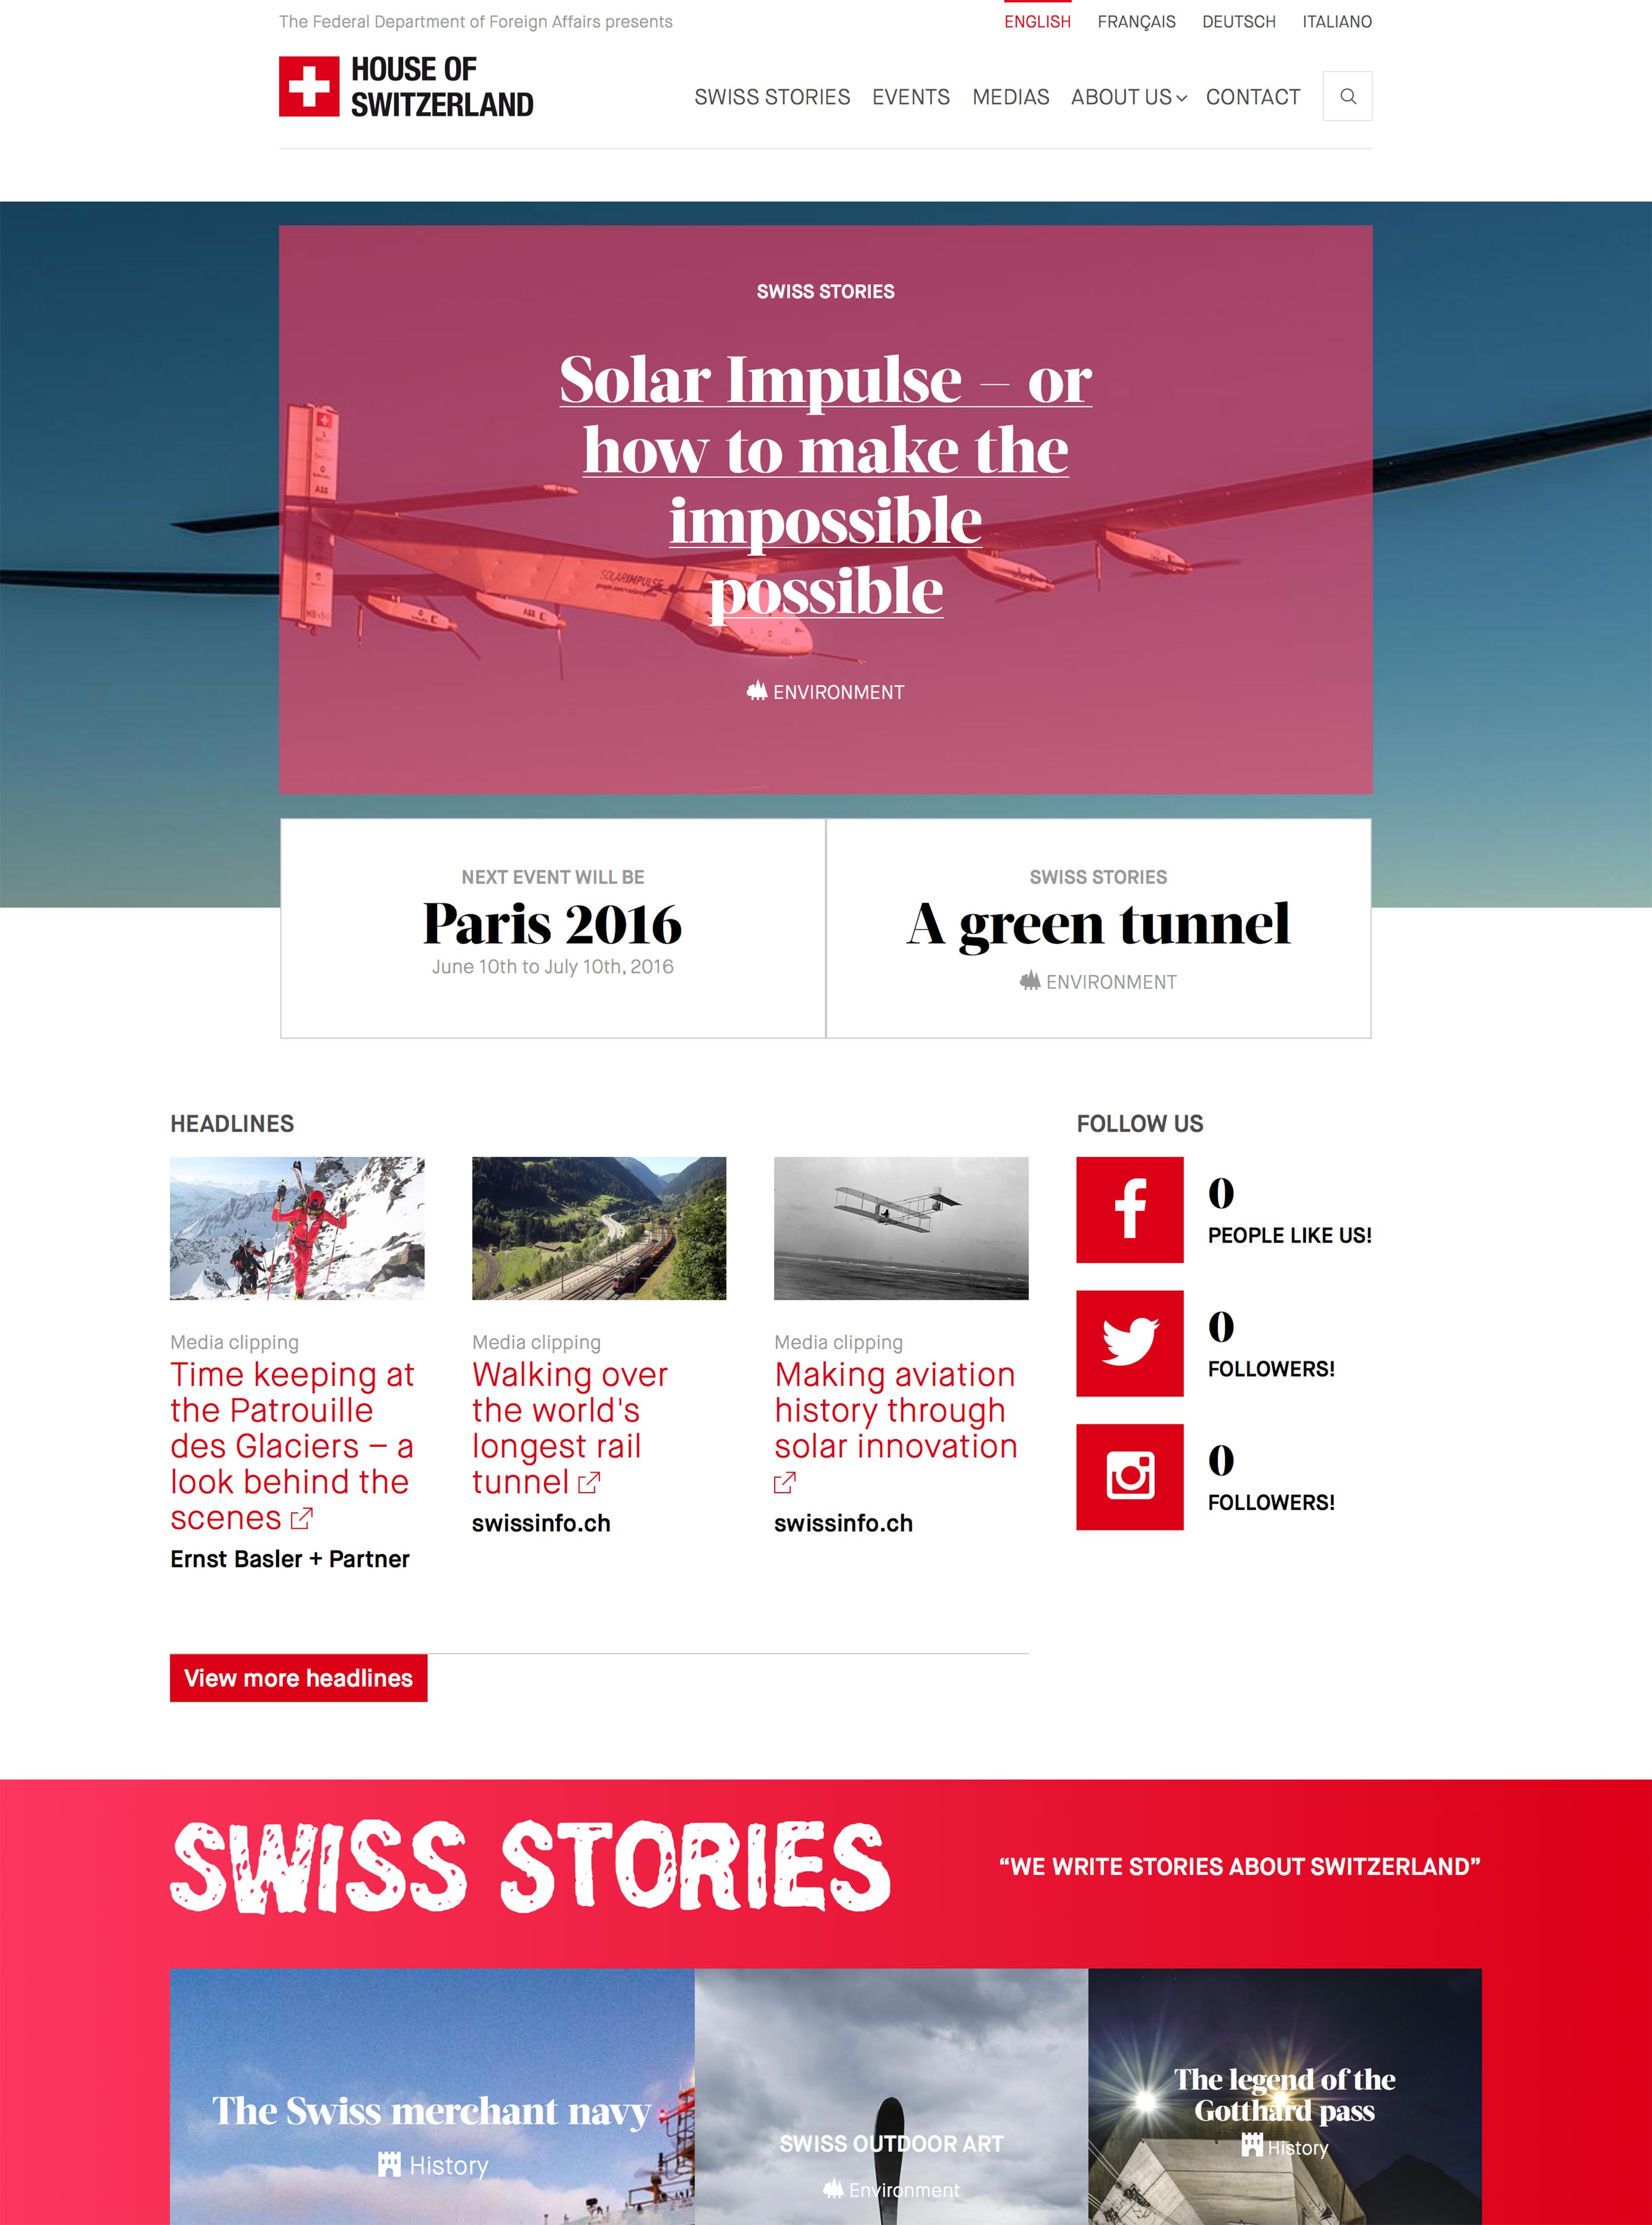 The Federal Department of Foreign Affairs presents
ENGLISH FRANÇAIS DEUTSCH ITALIANO
HOUSE OF
SWITZERLAND
SWISS STORIES EVENTS MEDIAS ABOUT US CONTACT
SWISS STORIES
Solar Impulse – or
how to make the
impossible
possible
ABB
SOLARIMPULSE
ABB
ENVIRONMENT
NEXT EVENT WILL BE
Paris 2016
June 10th to July 10th, 2016
SWISS STORIES
A green tunnel
ENVIRONMENT
HEADLINES
Media clipping
Time keeping at
the Patrouille
des Glaciers – a
look behind the
scenes
Ernst Basler + Partner
Media clipping
Walking over
the world's
longest rail
tunnel
swissinfo.ch
Media clipping
Making aviation
history through
solar innovation
swissinfo.ch
FOLLOW US
0
PEOPLE LIKE US!
0
FOLLOWERS!
0
FOLLOWERS!
View more headlines
SWISS STORIES
“WE WRITE STORIES ABOUT SWITZERLAND”
The Swiss merchant navy
History
SWISS OUTDOOR ART
Environment
The legend of the
Gotthard pass
History